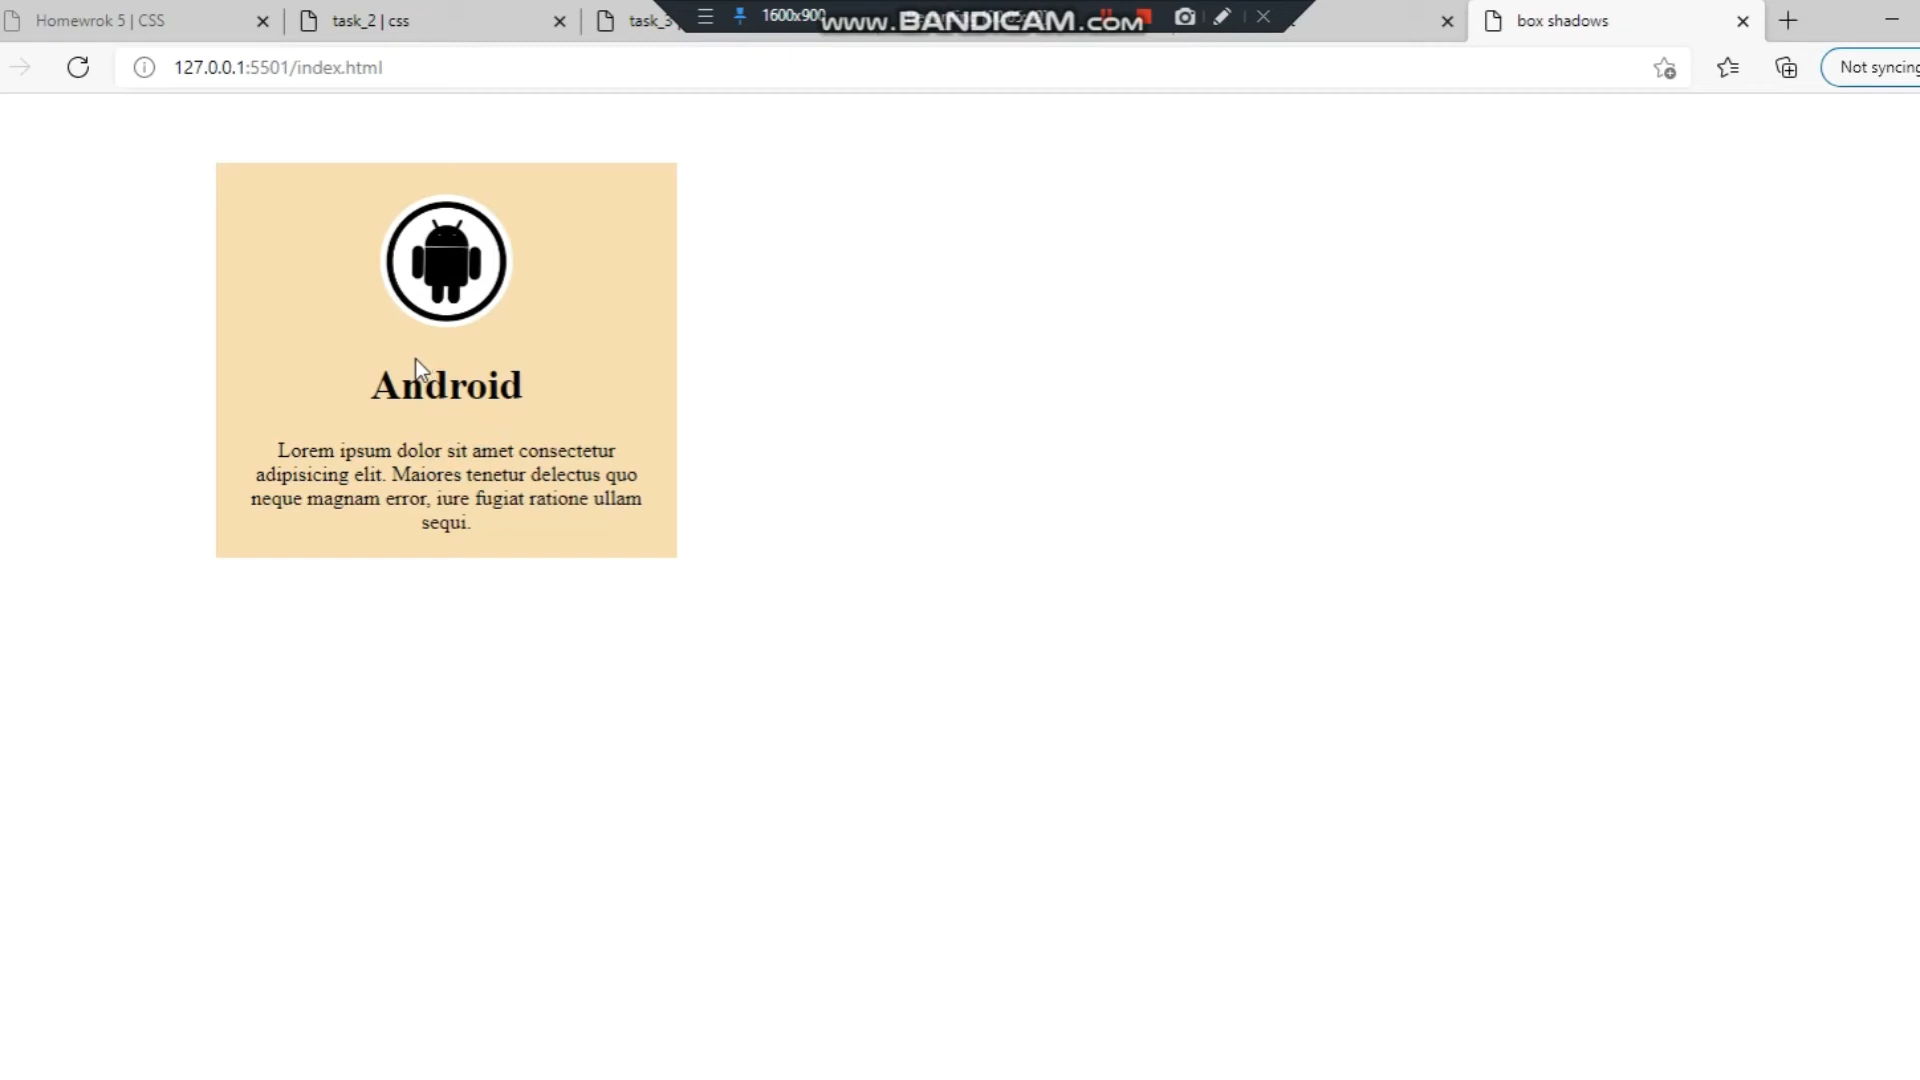 Homewrok 5 | CSS
task_2 | css
task_3
1600x900
www.BANDICAM.COM
box shadows
127.0.0.1:5501/index.html
Not syncing
Android
Lorem ipsum dolor sit amet consectetur
adipisicing elit. Maiores tenetur delectus quo
neque magnam error, iure fugiat ratione ullam
sequi.